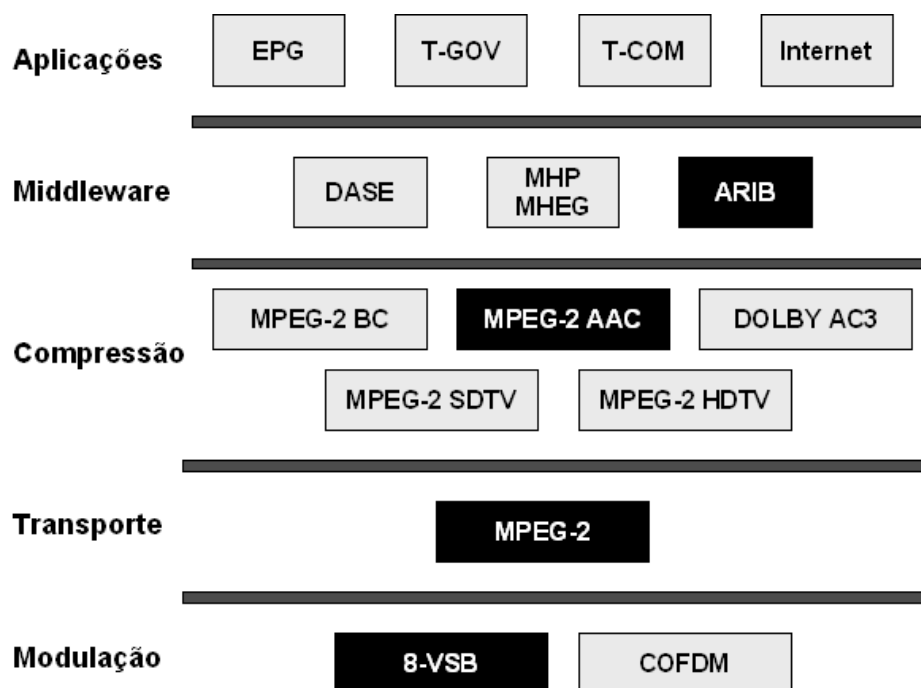 Aplicações
EPG
T-GOV
T-COM
Internet
Middleware
DASE
MHP
MHEG
ARIB
Compressão
MPEG-2 BC
MPEG-2 AAC
DOLBY AC3
MPEG-2 SDTV
MPEG-2 HDTV
Transporte
MPEG-2
Modulação
8-VSB
COFDM